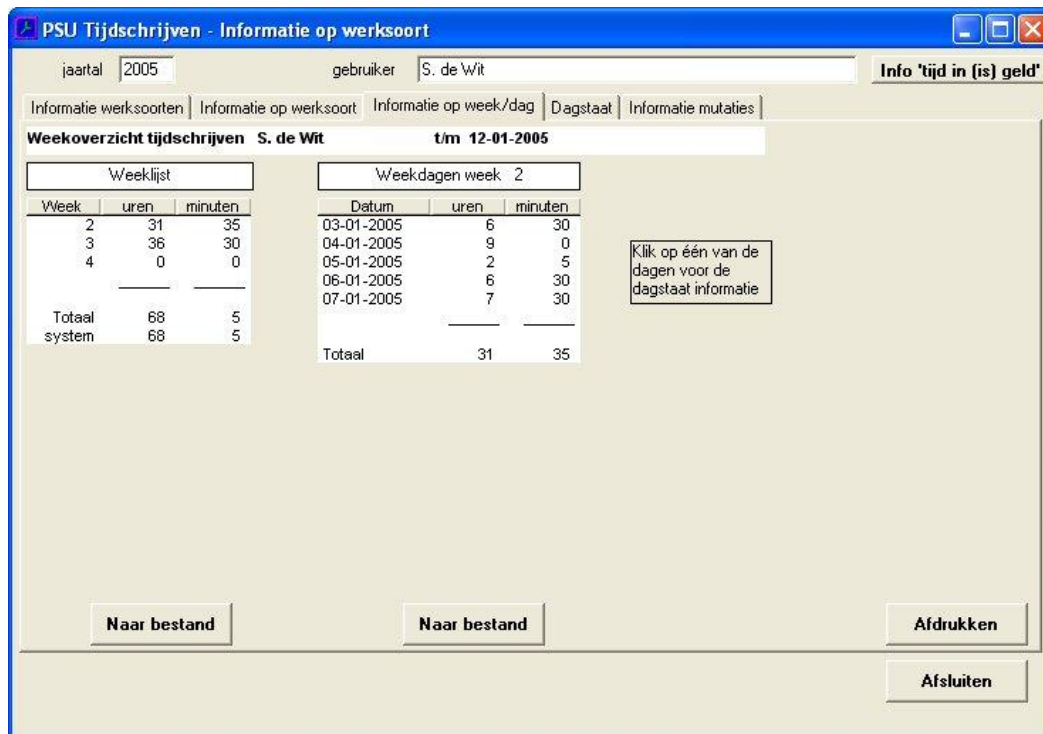 PSU Tijdschrijven - Informatie op werksoort
jaartal 2005 gebruiker S. de Wit Info 'tijd in (is) geld'
Informatie werksoorten Informatie op werksoort Informatie op week/dag Dagstaat Informatie mutaties
Weekoverzicht tijdschrijven S. de Wit t/m 12-01-2005
Weeklijst
Week uren minuten
2 31 35
3 36 30
4 0 0
Totaal 68 5
system 68 5
Weekdagen week 2
Datum uren minuten
03-01-2005 6 30
04-01-2005 9 0
05-01-2005 2 5
06-01-2005 6 30
07-01-2005 7 30
Totaal 31 35
Klik op één van de
dagen voor de
dagstaat informatie
Naar bestand Naar bestand Afdrukken
Afsluiten